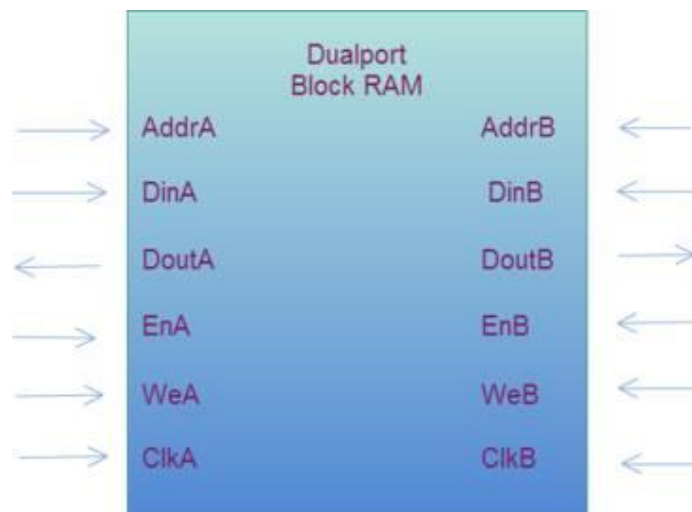 Dualport
Block RAM
AddrA AddrB
DinA DinB
DoutA DoutB
EnA EnB
WeA WeB
ClkA ClkB